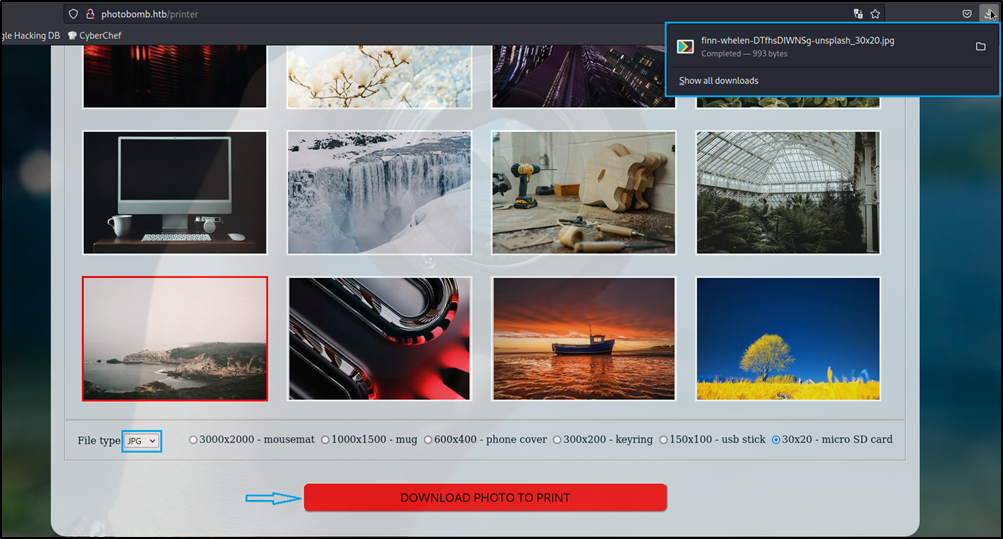 photobomb.htb/printer
gle Hacking DB CyberChef
finn-whelen-DTfhsDIWNSg-unsplash_30x20.jpg
Completed — 993 bytes
Show all downloads
File type JPG 3000x2000 - mousemat 1000x1500 - mug 600x400 - phone cover 300x200 - keyring 150x100 - usb stick 30x20 - micro SD card
DOWNLOAD PHOTO TO PRINT